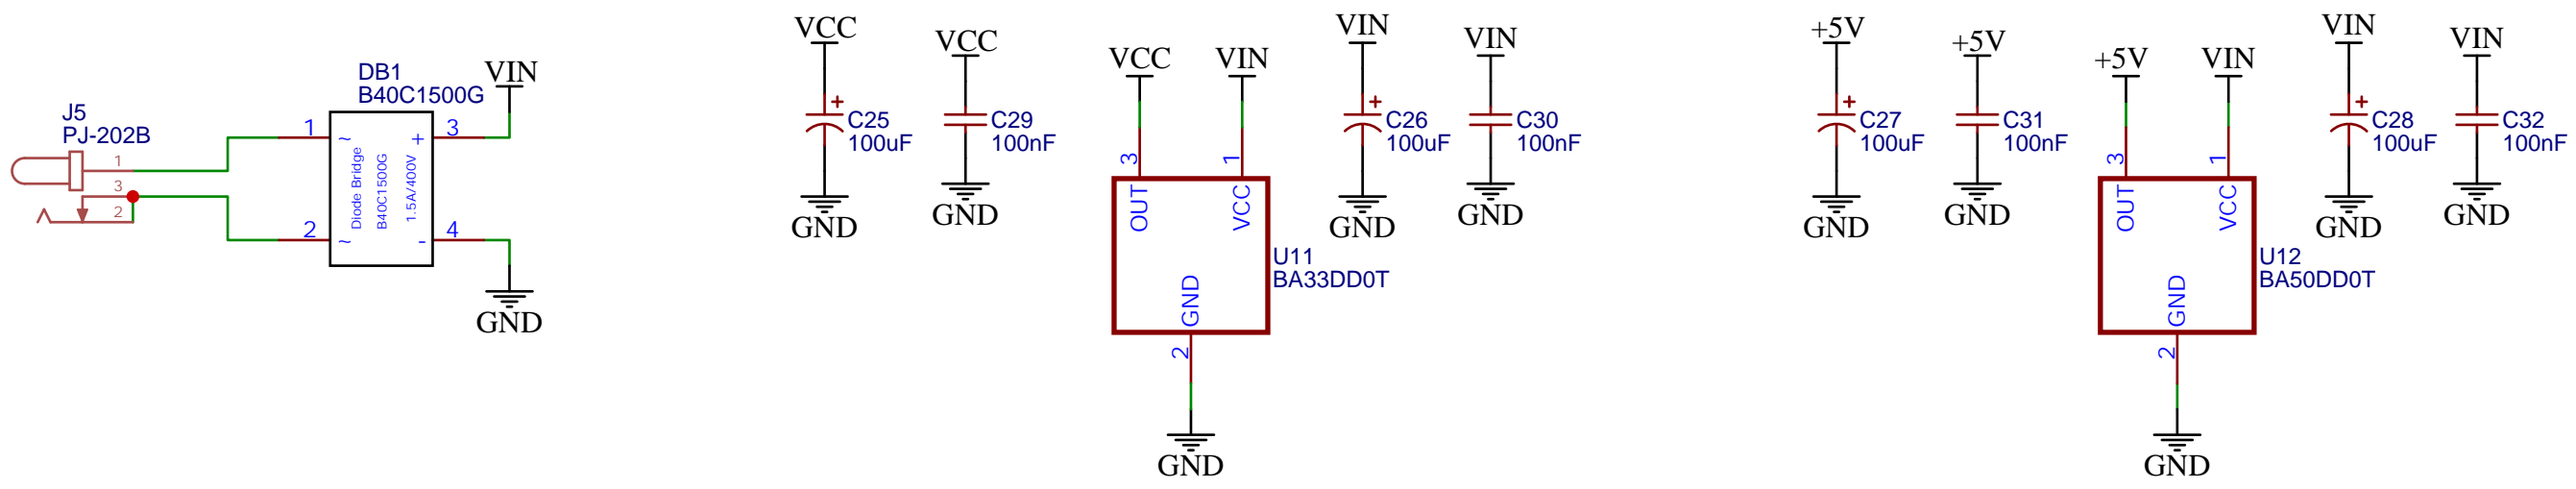 J5
PJ-202B
1
3
2
DB1
B40C1500G
1
~
2
~
Diode Bridge
B40C1500G
1.5A/400V
+
3
-
4
VIN
GND
VCC
+
C25
100uF
GND
VCC
C29
100nF
GND
VCC
VIN
3
1
OUT
VCC
GND
2
U11
BA33DD0T
GND
VIN
+
C26
100uF
GND
VIN
C30
100nF
GND
+5V
+
C27
100uF
GND
+5V
C31
100nF
GND
+5V
VIN
3
1
OUT
VCC
GND
2
U12
BA50DD0T
GND
VIN
+
C28
100uF
GND
VIN
C32
100nF
GND